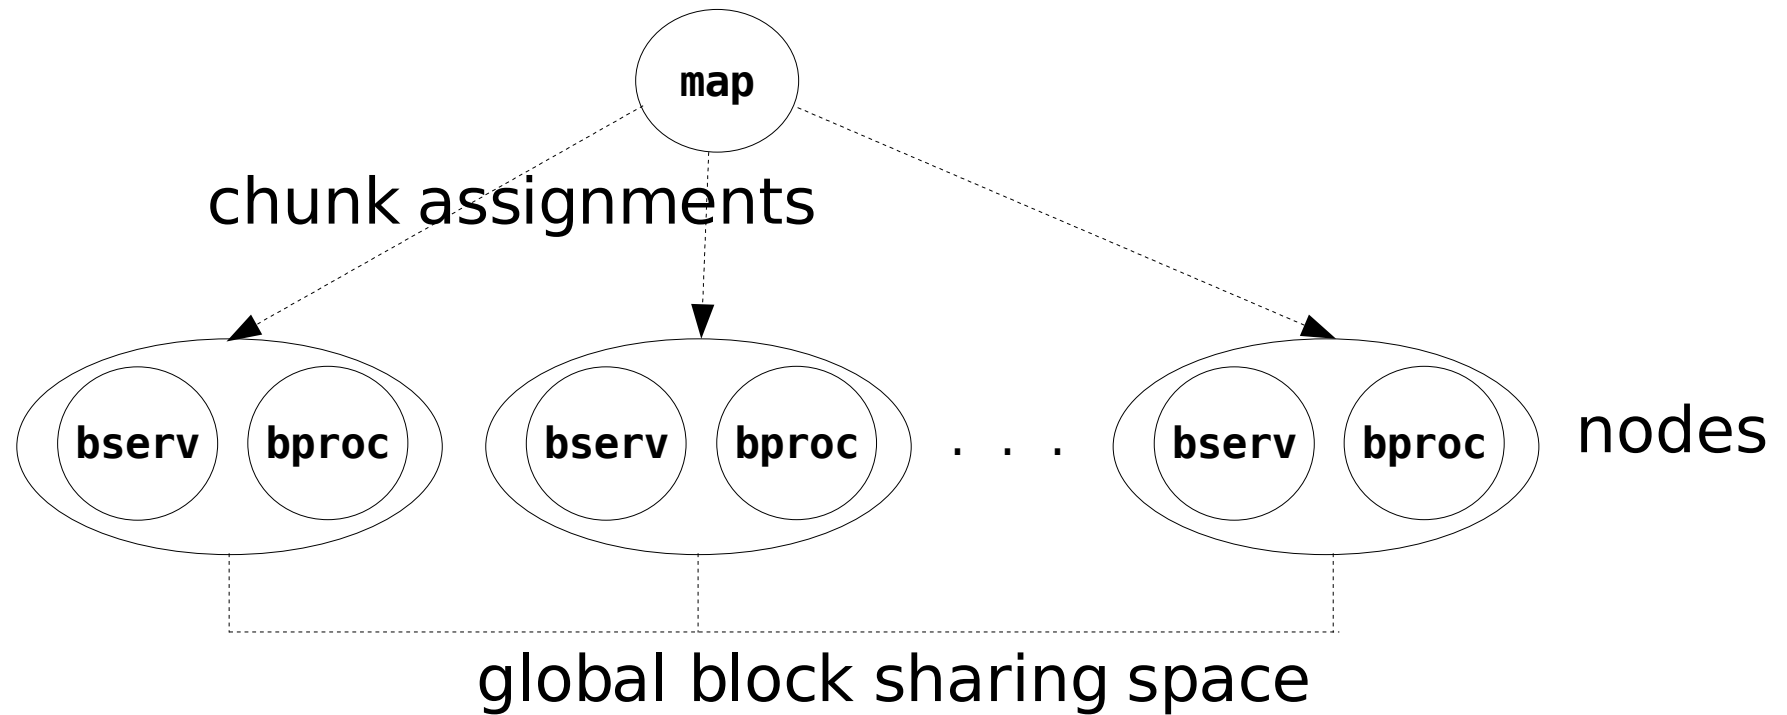 map
chunk assignments
bserv bproc bserv bproc . . . bserv bproc nodes
global block sharing space